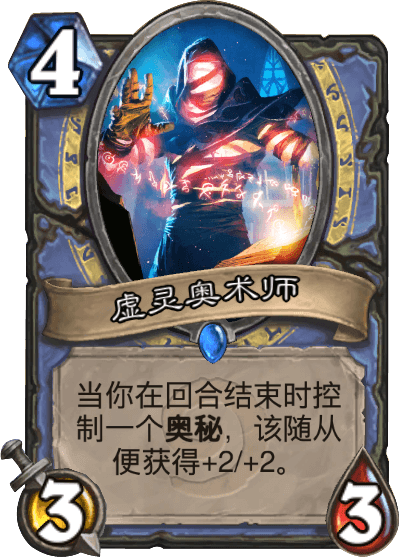 4
虚灵奥术师
当你在回合结束时控
制一个奥秘，该随从
便获得+2/+2。
3
3